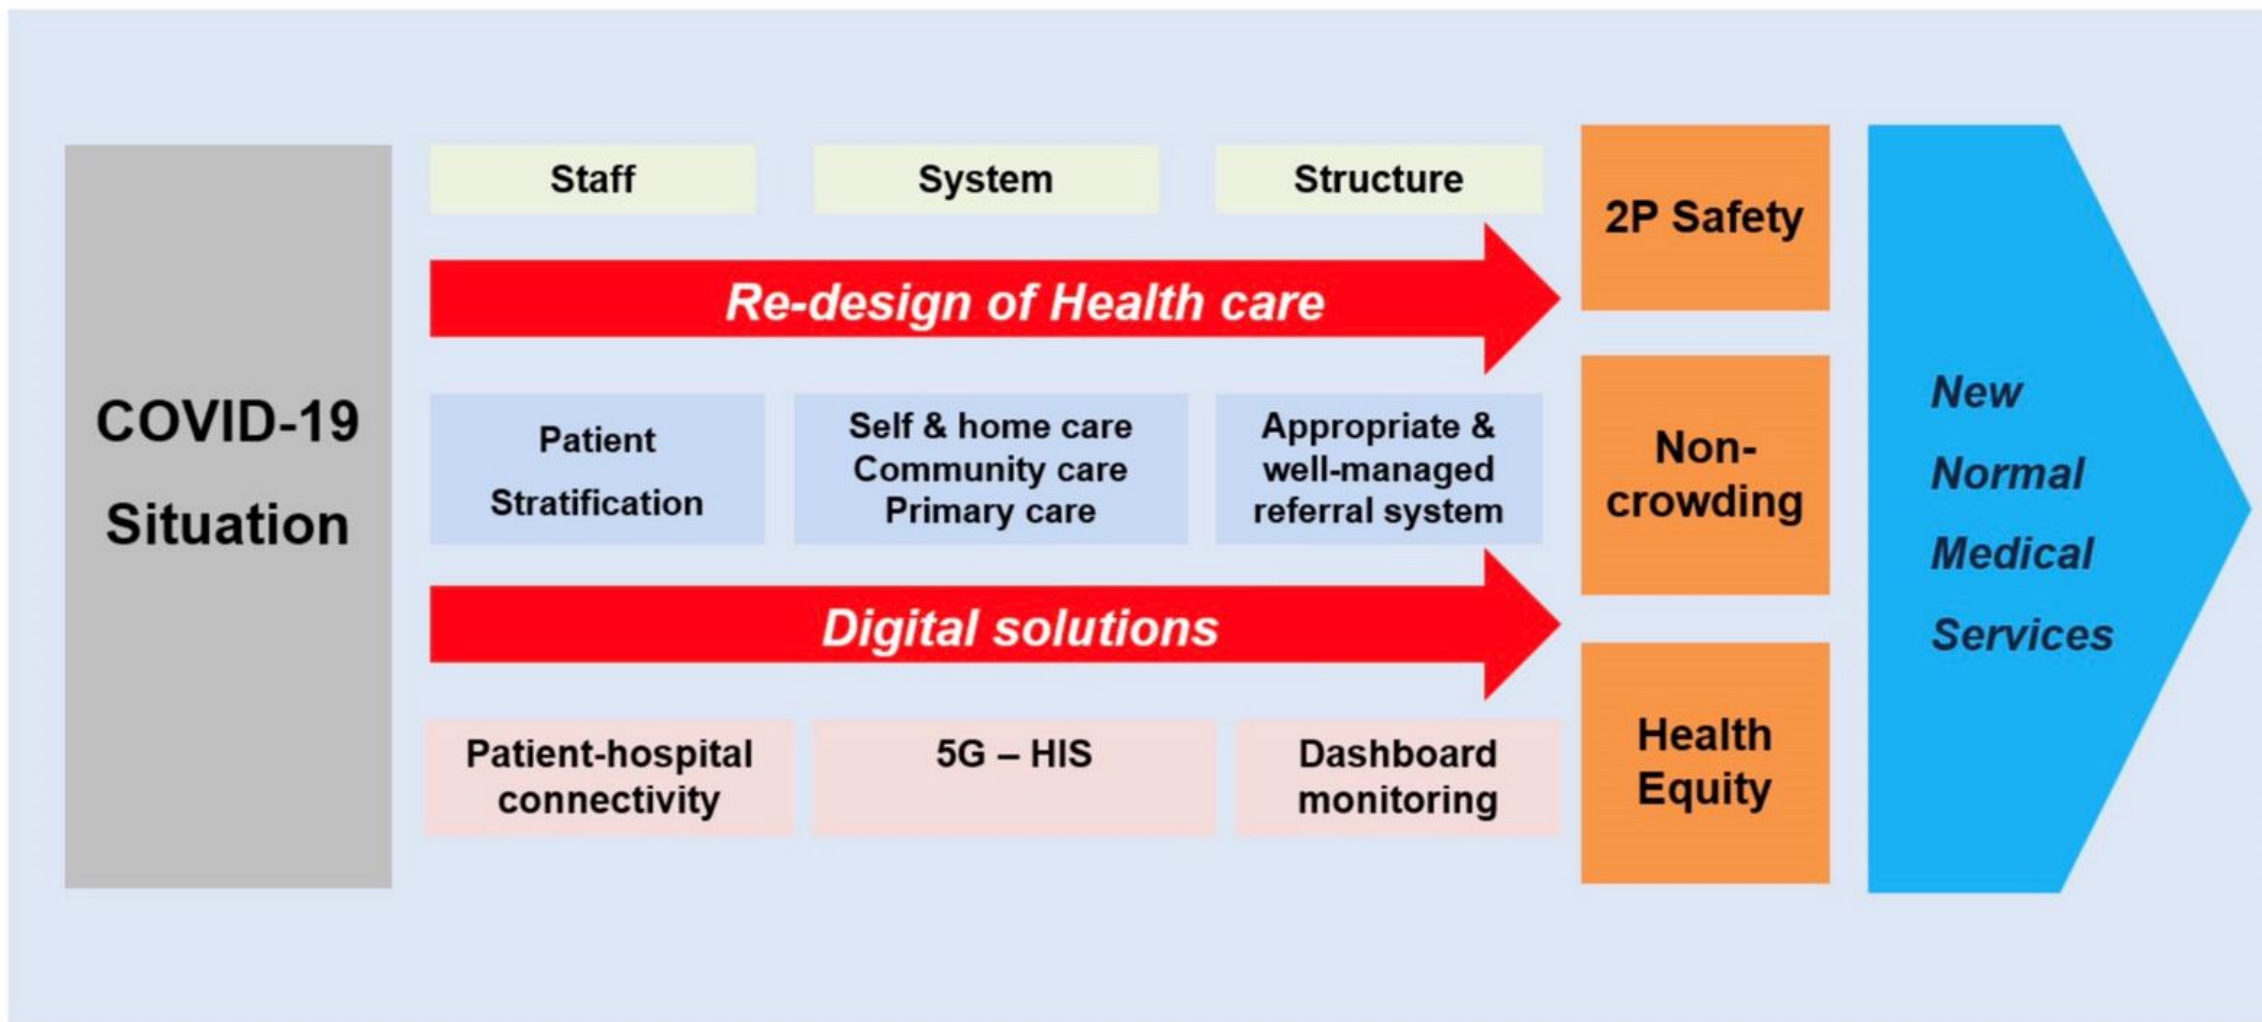 COVID-19
Situation
Staff
System
Structure
Re-design of Health care
Patient
Stratification
Self & home care
Community care
Primary care
Appropriate &
well-managed
referral system
Digital solutions
Patient-hospital
connectivity
5G – HIS
Dashboard
monitoring
2P Safety
Non-
crowding
Health
Equity
New
Normal
Medical
Services